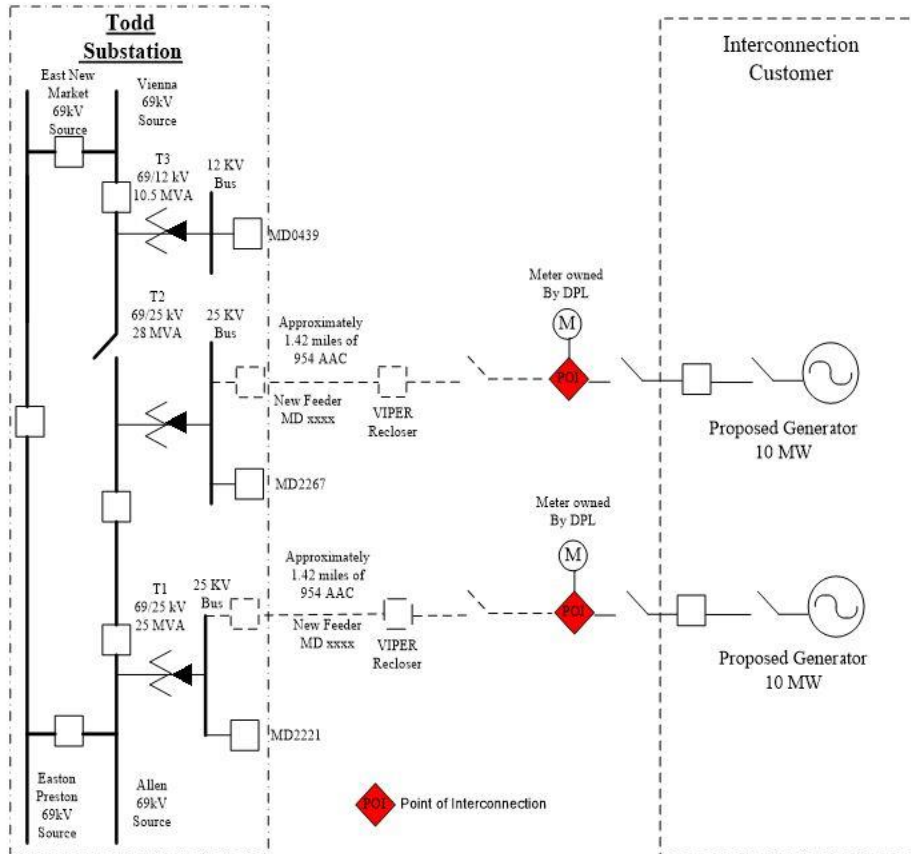 Todd
Substation
East New
Market
69kV
Source
Vienna
69kV
Source
T3
69/12 kV
10.5 MVA
12 KV
Bus
MD0439
T2
69/25 kV
28 MVA
25 KV
Bus
Approximately
1.42 miles of
954 AAC
New Feeder
MD xxxx
VIPER
Recloser
Meter owned
By DPL
M
POI
MD2267
Interconnection
Customer
Proposed Generator
10 MW
T1
69/25 kV
25 MVA
25 KV
Bus
Approximately
1.42 miles of
954 AAC
New Feeder
MD xxxx
VIPER
Recloser
Meter owned
By DPL
M
POI
Proposed Generator
10 MW
MD2221
Easton
Preston
69kV
Source
Allen
69kV
Source
POI
Point of Interconnection